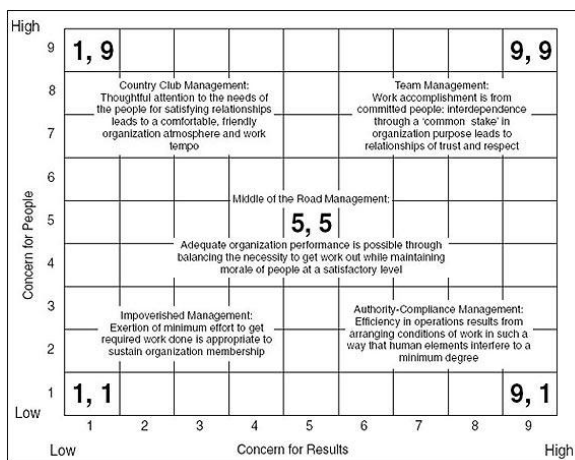 High
9
1, 9
9, 9
8
Country Club Management:
Thoughtful attention to the needs of
the people for satisfying relationships
leads to a comfortable, friendly
organization atmosphere and work
tempo
Team Management:
Work accomplishment is from
committed people: interdependence
through a ‘common stake’ in
organization purpose leads to
relationships of trust and respect
7
6
Middle of the Road Management:
5
5, 5
Adequate organization performance is possible through
balancing the necessity to get work out while maintaining
morale of people at a satisfactory level
4
Concern for People
3
Impoverished Management:
Exertion of minimum effort to get
required work done is appropriate to
sustain organization membership
Authority-Compliance Management:
Efficiency in operations results from
arranging conditions of work in such a
way that human elements interfere to a
minimum degree
2
1
1, 1
9, 1
Low
1 2 3 4 5 6 7 8 9
Low
Concern for Results
High